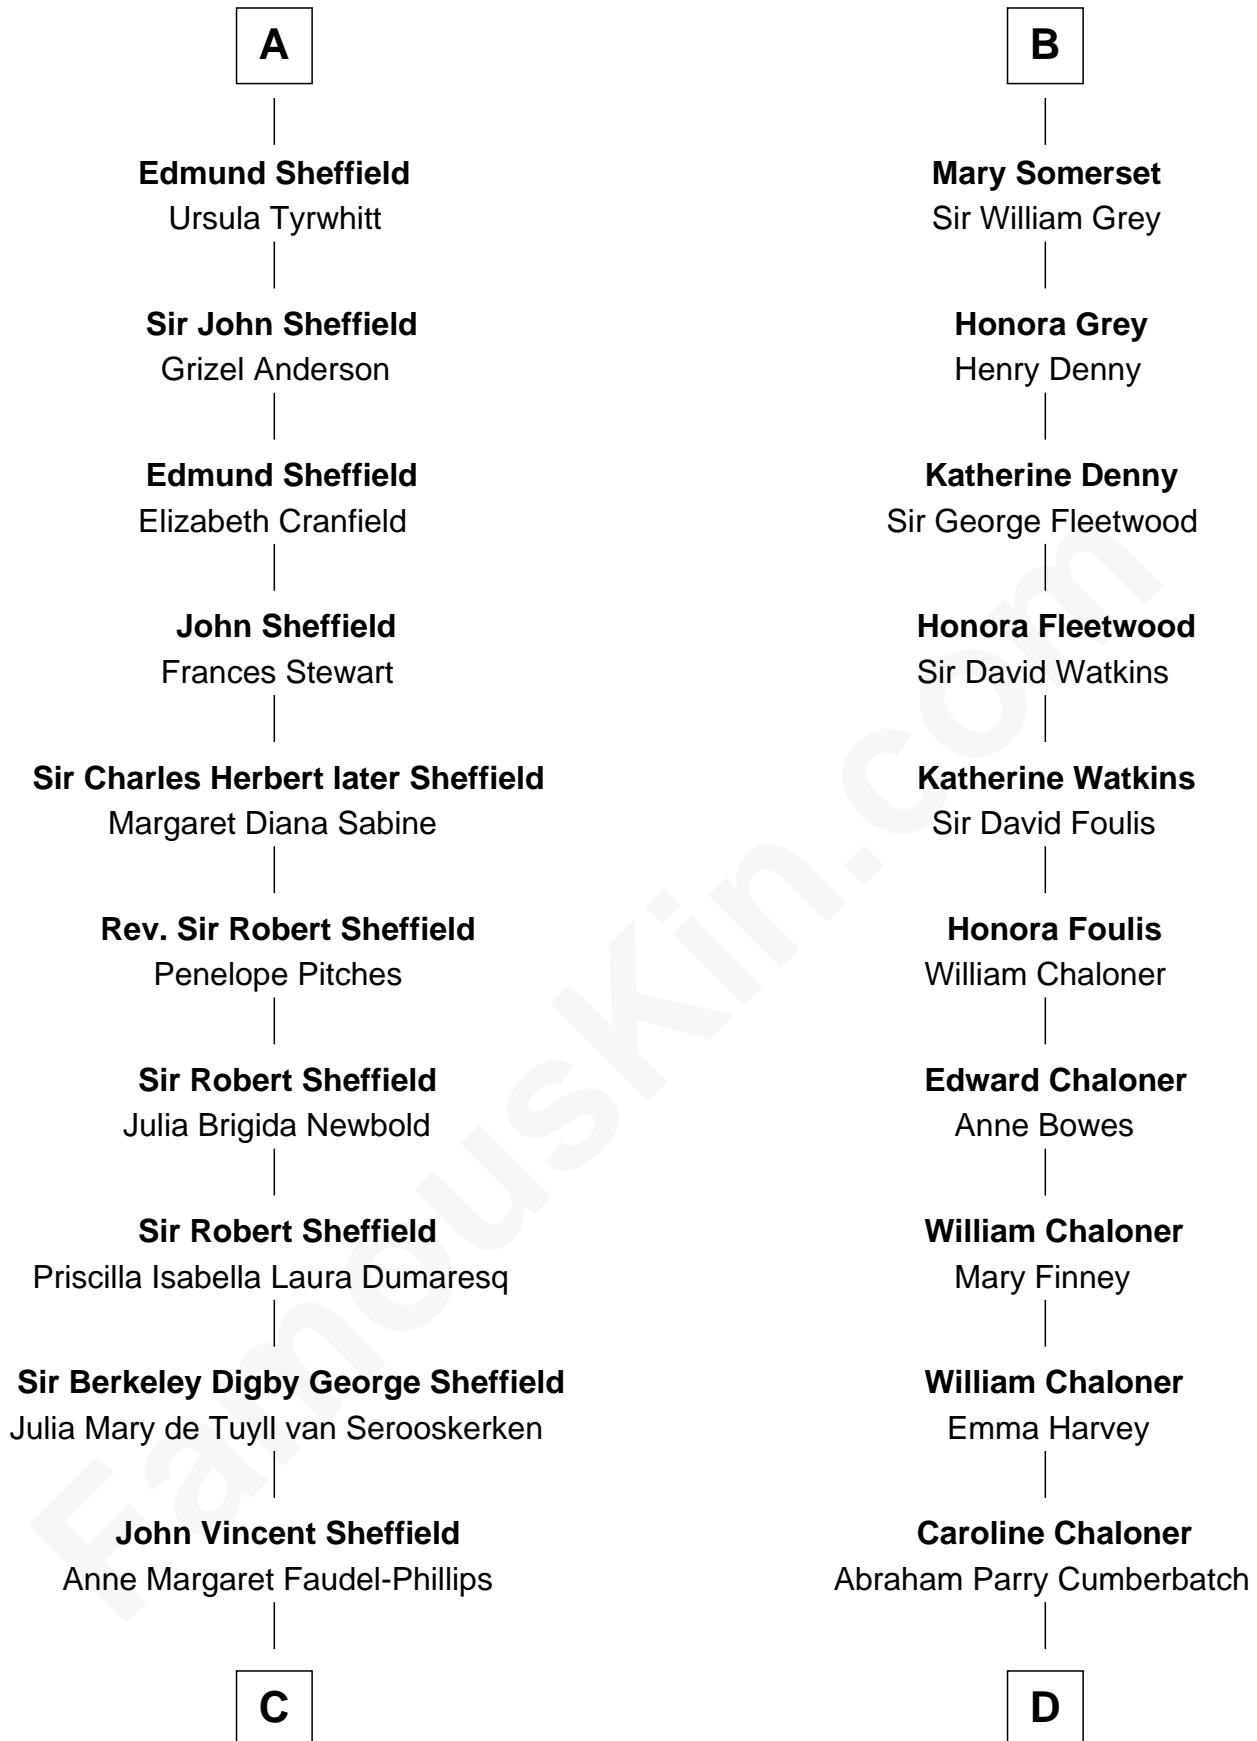 A
Edmund Sheffield
Ursula Tyrwhitt
Sir John Sheffield
Grizel Anderson
Edmund Sheffield
Elizabeth Cranfield
John Sheffield
Frances Stewart
Sir Charles Herbert later Sheffield
Margaret Diana Sabine
Rev. Sir Robert Sheffield
Penelope Pitches
Sir Robert Sheffield
Julia Brigida Newbold
Sir Robert Sheffield
Priscilla Isabella Laura Dumaresq
Sir Berkeley Digby George Sheffield
Julia Mary de Tuyll van Serooskerken
John Vincent Sheffield
Anne Margaret Faudel-Phillips
C
B
Mary Somerset
Sir William Grey
Honora Grey
Henry Denny
Katherine Denny
Sir George Fleetwood
Honora Fleetwood
Sir David Watkins
Katherine Watkins
Sir David Foulis
Honora Foulis
William Chaloner
Edward Chaloner
Anne Bowes
William Chaloner
Mary Finney
William Chaloner
Emma Harvey
Caroline Chaloner
Abraham Parry Cumberbatch
D
FamousKin.com